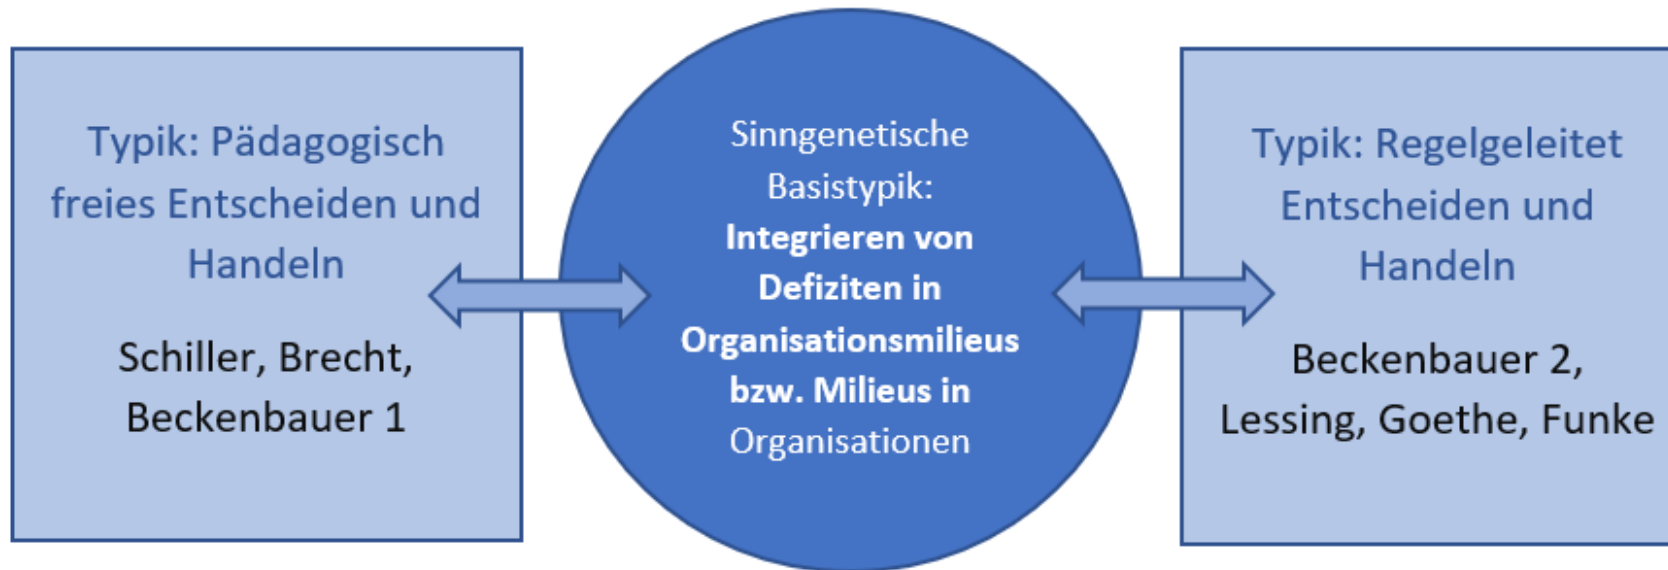 Typik: Pädagogisch
freies Entscheiden und
Handeln
Schiller, Brecht,
Beckenbauer 1
Sinngenetische
Basistypik:
Integrieren von
Defiziten in
Organisationsmilieus
bzw. Milieus in
Organisationen
Typik: Regelgeleitet
Entscheiden und
Handeln
Beckenbauer 2,
Lessing, Goethe, Funke